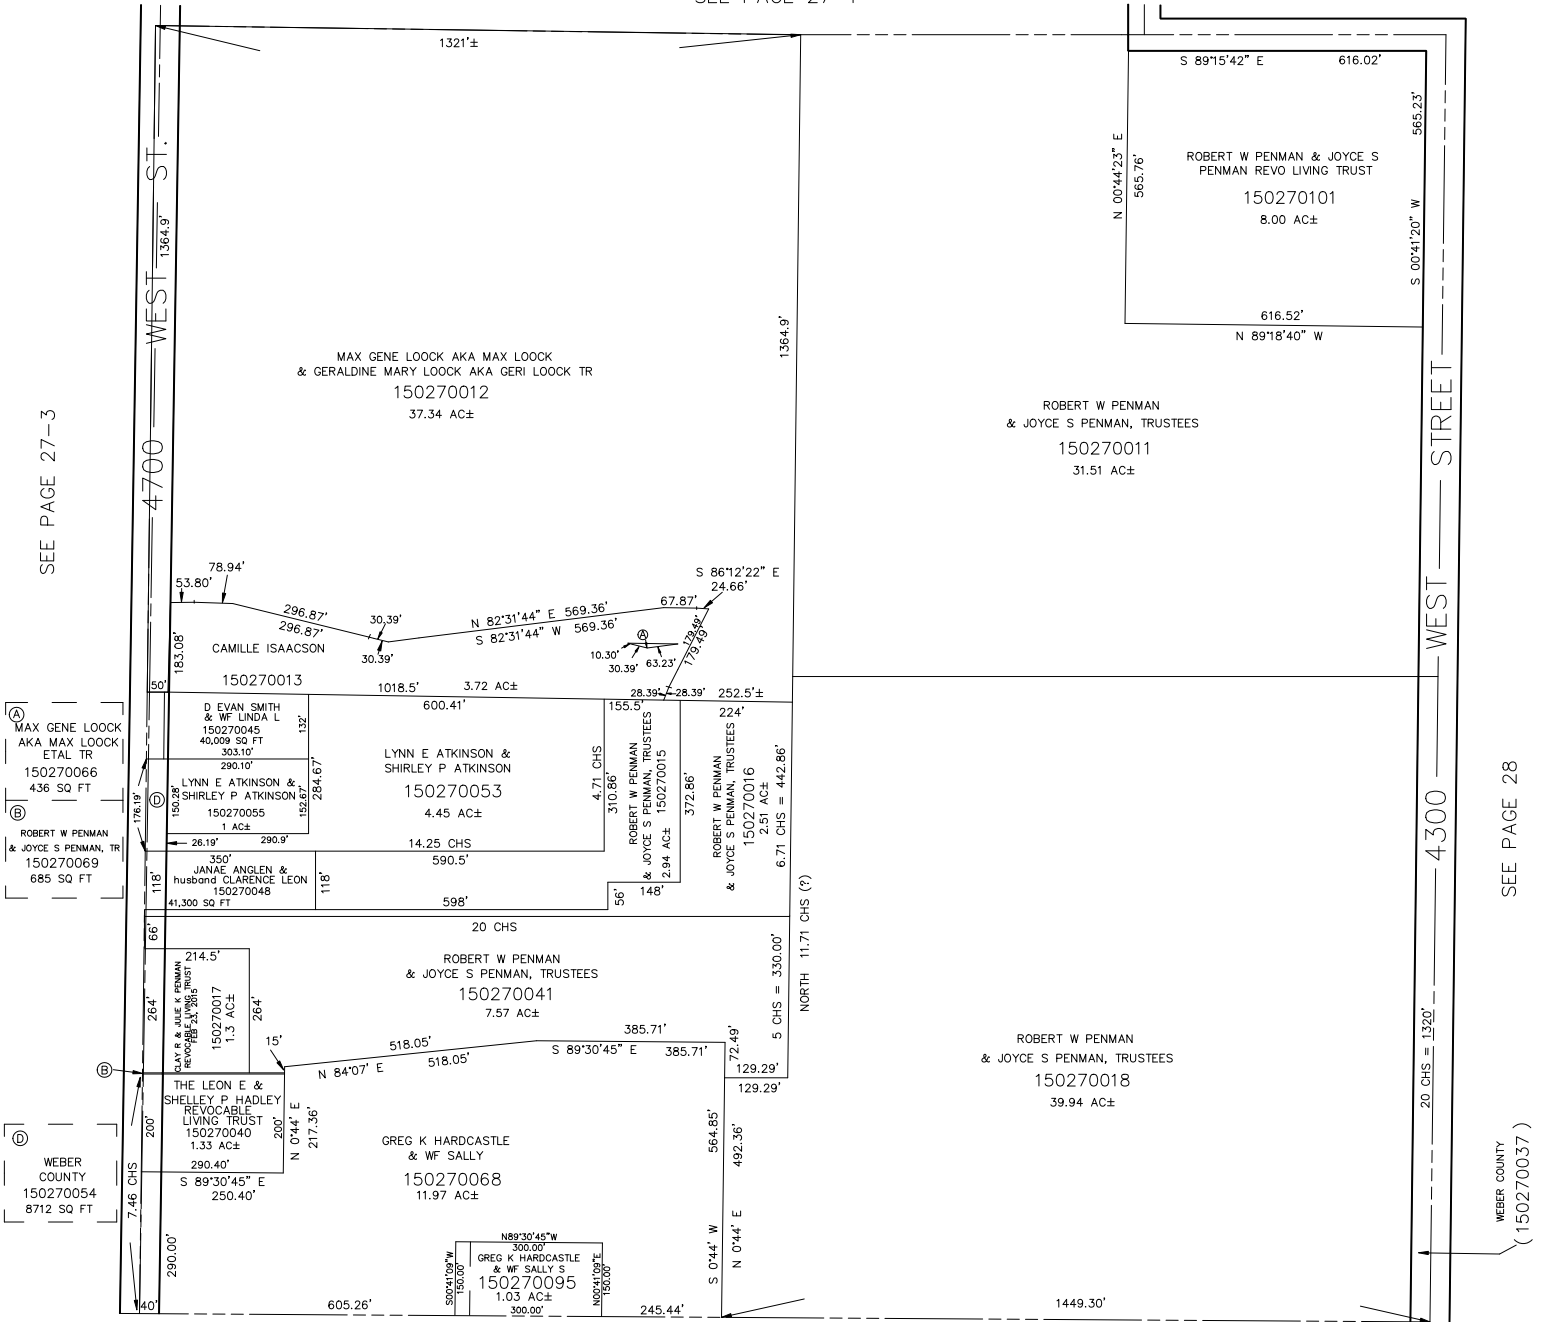 1321'±
S 89°15'42" E
616.02'
565.23'
N 00°44'23" E
565.76'
S 00°41'20" W
ROBERT W PENMAN & JOYCE S
PENMAN REVO LIVING TRUST
150270101
8.00 AC±
616.52'
N 89°18'40" W
4700 WEST ST.
1364.9'
1364.9'
MAX GENE LOOCK AKA MAX LOOCK
& GERALDINE MARY LOOCK AKA GERI LOOCK TR
150270012
37.34 AC±
ROBERT W PENMAN
& JOYCE S PENMAN, TRUSTEES
150270011
31.51 AC±
SEE PAGE 27-3
4300 WEST STREET
SEE PAGE 28
53.80'
78.94'
296.87'
296.87'
30.39'
30.39'
N 82°31'44" E 569.36'
S 82°31'44" W 569.36'
67.87'
S 86°12'22" E
24.66'
179.49'
179.49'
A
10.30'
30.39'
63.23'
183.08'
CAMILLE ISAACSON
150270013
3.72 AC±
50'
1018.5'
28.39'
28.39'
252.5'±
A
MAX GENE LOOCK
AKA MAX LOOCK
ETAL TR
150270066
436 SQ FT
B
ROBERT W PENMAN
& JOYCE S PENMAN, TR
150270069
685 SQ FT
D EVAN SMITH
& WF LINDA L
150270045
40,009 SQ FT
303.10'
132'
290.10'
LYNN E ATKINSON &
SHIRLEY P ATKINSON
150270055
1 AC±
150.28'
152.67'
284.67'
176.19'
D
26.19'
290.9'
600.41'
LYNN E ATKINSON &
SHIRLEY P ATKINSON
150270053
4.45 AC±
4.71 CHS
310.86'
14.25 CHS
590.5'
155.5'
ROBERT W PENMAN
& JOYCE S PENMAN, TRUSTEES
150270015
2.94 AC±
372.86'
148'
56'
224'
ROBERT W PENMAN
& JOYCE S PENMAN, TRUSTEES
150270016
2.51 AC±
6.71 CHS = 442.86'
350'
JANAE ANGLEN &
husband CLARENCE LEON
150270048
41,300 SQ FT
118'
118'
598'
20 CHS
66'
ROBERT W PENMAN
& JOYCE S PENMAN, TRUSTEES
150270041
7.57 AC±
5 CHS = 330.00'
NORTH 11.71 CHS (?)
214.5'
CLAY R & JULIE K PENMAN
REVOCABLE LIVING TRUST
FEB 23, 2015
150270017
1.3 AC±
264'
264'
15'
518.05'
N 84°07' E
518.05'
385.71'
S 89°30'45" E
385.71'
72.49'
129.29'
129.29'
B
THE LEON E &
SHELLEY P HADLEY
REVOCABLE
LIVING TRUST
150270040
1.33 AC±
200'
200'
N 0°44' E
217.36'
290.40'
S 89°30'45" E
250.40'
GREG K HARDCASTLE
& WF SALLY
150270068
11.97 AC±
564.85'
492.36'
S 0°44' W
N 0°44' E
ROBERT W PENMAN
& JOYCE S PENMAN, TRUSTEES
150270018
39.94 AC±
20 CHS = 1320'
WEBER COUNTY
(150270037 )
D
WEBER
COUNTY
150270054
8712 SQ FT
7.46 CHS
290.00'
40'
605.26'
N89°30'45"W
300.00'
GREG K HARDCASTLE
& WF SALLY S
150270095
1.03 AC±
300.00'
S00°41'09"W
150.00'
N00°41'09"E
150.00'
245.44'
1449.30'